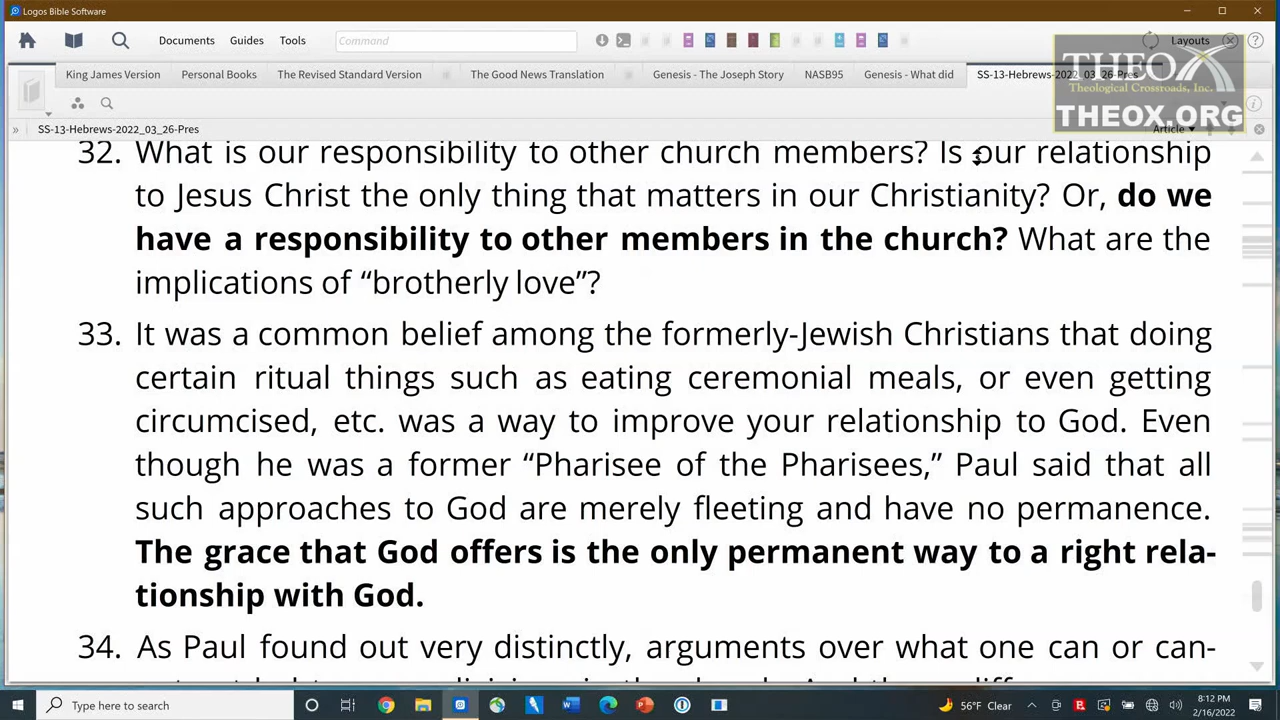 Logos Bible Software
Documents Guides Tools Command Layouts
King James Version Personal Books The Revised Standard Version The Good News Translation Genesis - The Joseph Story NASB95 Genesis - What did SS-13-Hebrews-2022_03_26-Pres
THEOX
Theological Crossroads, Inc.
THEOX.ORG
SS-13-Hebrews-2022_03_26-Pres Article
32. What is our responsibility to other church members? Is our relationship
to Jesus Christ the only thing that matters in our Christianity? Or, do we
have a responsibility to other members in the church? What are the
implications of “brotherly love”?
33. It was a common belief among the formerly-Jewish Christians that doing
certain ritual things such as eating ceremonial meals, or even getting
circumcised, etc. was a way to improve your relationship to God. Even
though he was a former “Pharisee of the Pharisees,” Paul said that all
such approaches to God are merely fleeting and have no permanence.
The grace that God offers is the only permanent way to a right rela-
tionship with God.
34. As Paul found out very distinctly, arguments over what one can or can-
Type here to search
56°F Clear
8:12 PM
2/16/2022